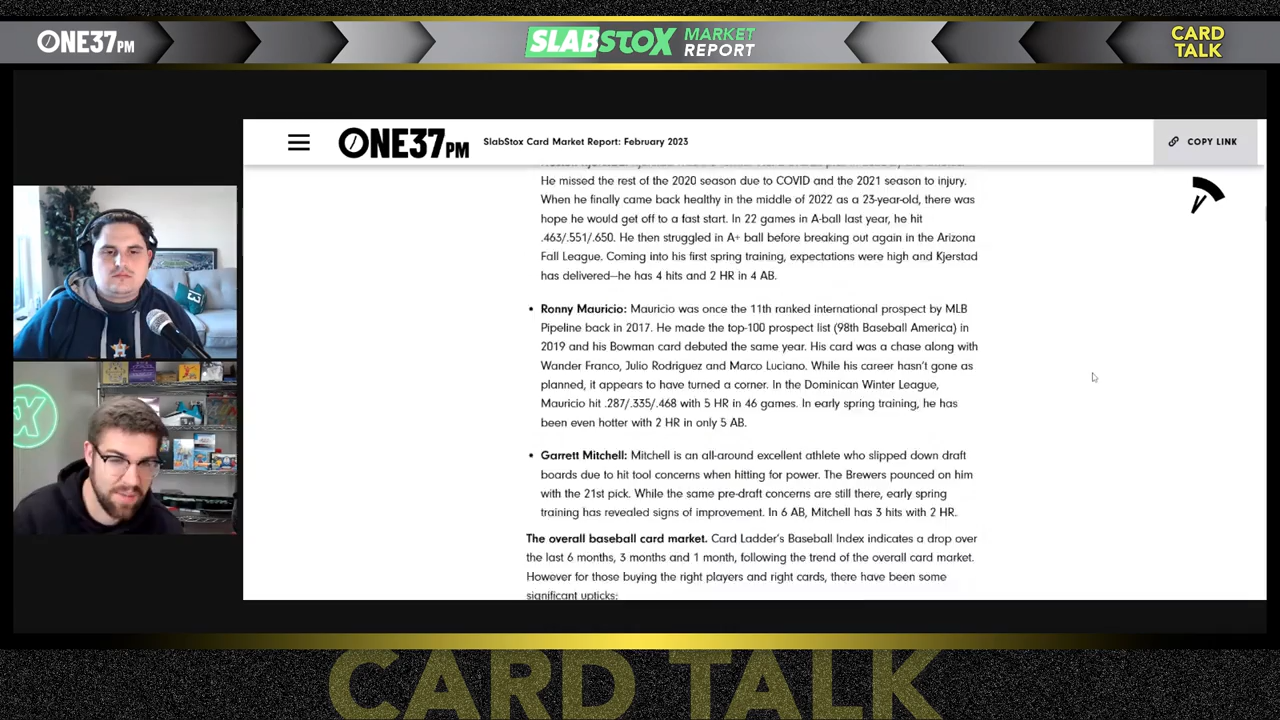 ONE37PM
SLABSTOX MARKET REPORT
CARD TALK
ONE37PM
SlabStox Card Market Report: February 2023
COPY LINK
He missed the rest of the 2020 season due to COVID and the 2021 season to injury.
When he finally came back healthy in the middle of 2022 as a 23-year-old, there was
hope he would get off to a fast start. In 22 games in A-ball last year, he hit
.463/.551/.650. He then struggled in A+ ball before breaking out again in the Arizona
Fall League. Coming into his first spring training, expectations were high and Kjerstad
has delivered—he has 4 hits and 2 HR in 4 AB.
• Ronny Mauricio: Mauricio was once the 11th ranked international prospect by MLB
Pipeline back in 2017. He made the top-100 prospect list (98th Baseball America) in
2019 and his Bowman card debuted the same year. His card was a chase along with
Wander Franco, Julio Rodriguez and Marco Luciano. While his career hasn't gone as
planned, it appears to have turned a corner. In the Dominican Winter League,
Mauricio hit .287/.335/.468 with 5 HR in 46 games. In early spring training, he has
been even hotter with 2 HR in only 5 AB.
• Garrett Mitchell: Mitchell is an all-around excellent athlete who slipped down draft
boards due to hit tool concerns when hitting for power. The Brewers pounced on him
with the 21st pick. While the same pre-draft concerns are still there, early spring
training has revealed signs of improvement. In 6 AB, Mitchell has 3 hits with 2 HR.
The overall baseball card market. Card Ladder's Baseball Index indicates a drop over
the last 6 months, 3 months and 1 month, following the trend of the overall card market.
However for those buying the right players and right cards, there have been some
significant upticks:
CARD TALK